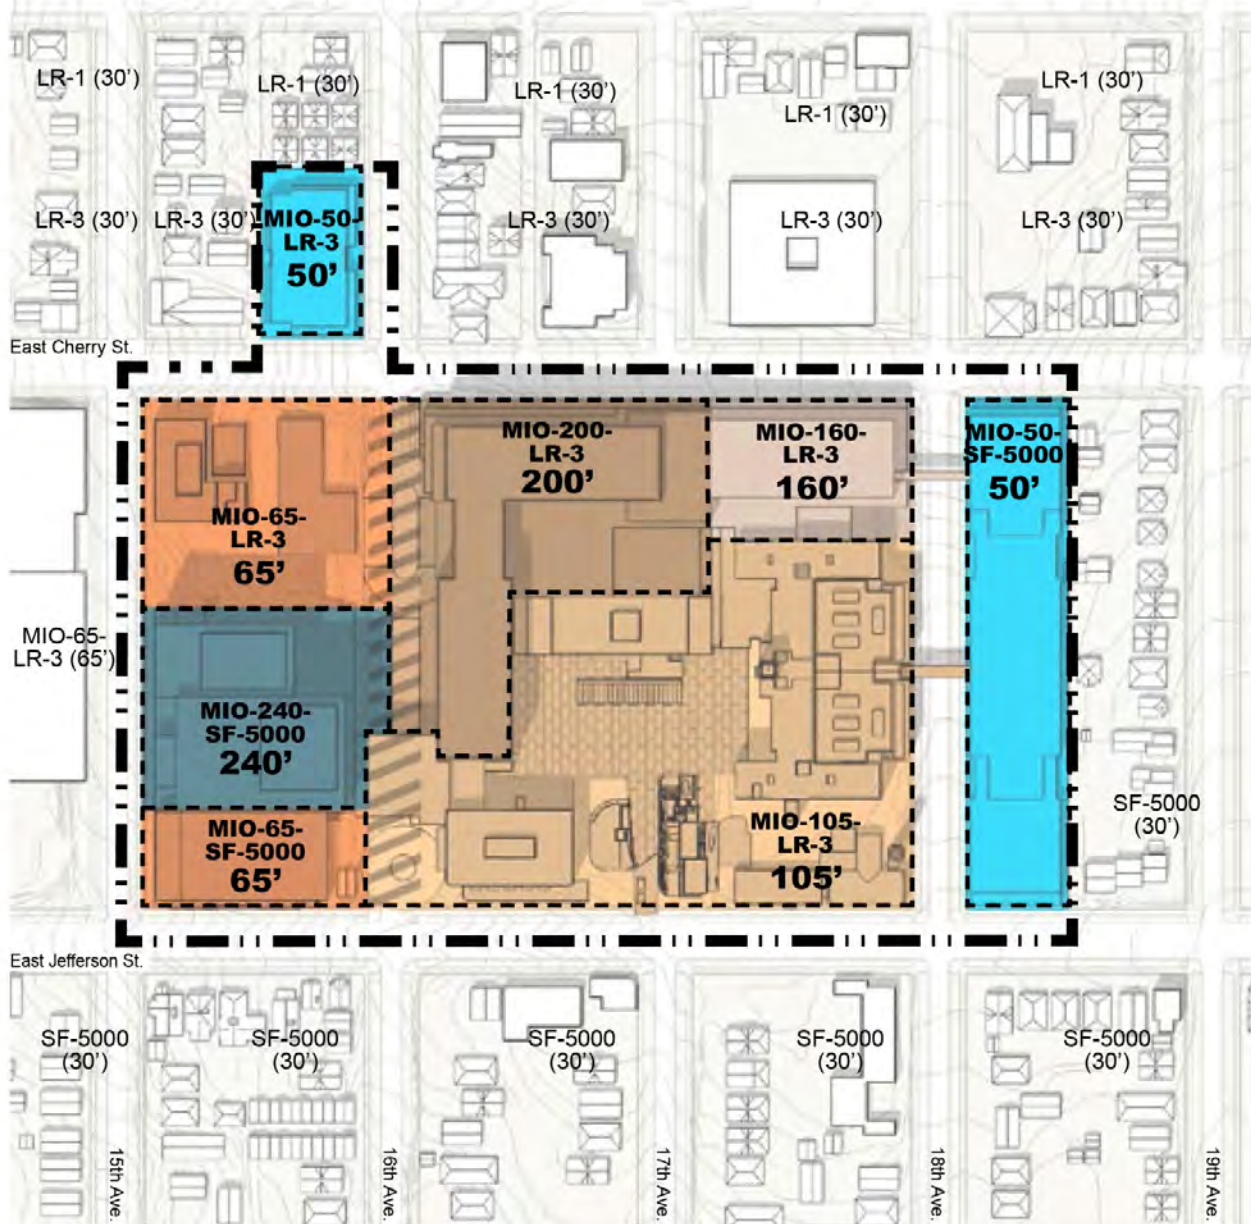 LR-1 (30')
LR-1 (30')
LR-1 (30')
LR-1 (30')
LR-1 (30')
LR-3 (30')
LR-3 (30')
MIO-50-
LR-3
50'
LR-3 (30')
LR-3 (30')
LR-3 (30')
East Cherry St.
MIO-65-
LR-3
65'
MIO-200-
LR-3
200'
MIO-160-
LR-3
160'
MIO-50-
SF-5000
50'
MIO-65-
LR-3 (65')
MIO-240-
SF-5000
240'
MIO-65-
SF-5000
65'
MIO-105-
LR-3
105'
SF-5000
(30')
East Jefferson St.
SF-5000
(30')
SF-5000
(30')
SF-5000
(30')
SF-5000
(30')
SF-5000
(30')
15th Ave.
16th Ave.
17th Ave.
18th Ave.
19th Ave.